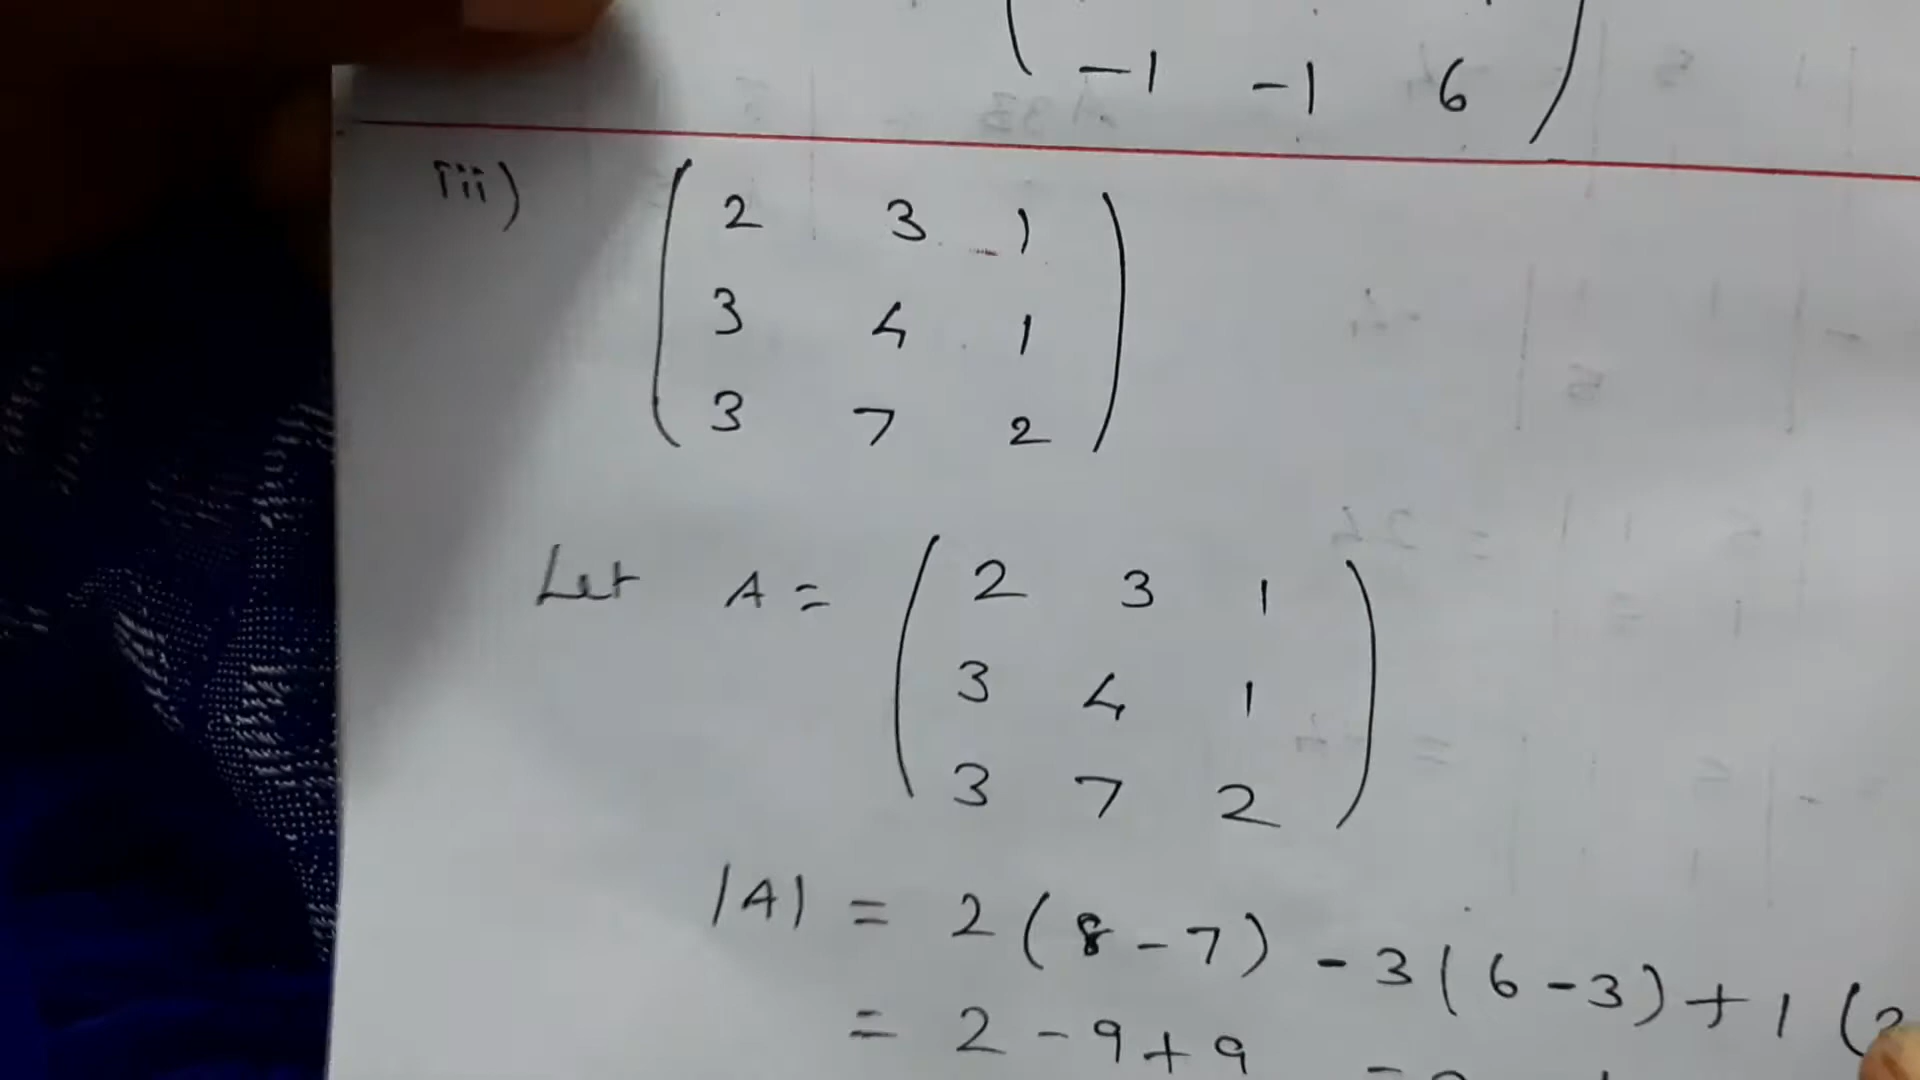 -1 -1 6
iii)
2 3 1
3 4 1
3 7 2
Let A =
2 3 1
3 4 1
3 7 2
|A| = 2(8-7) -3(6-3)+1(
= 2-9+9